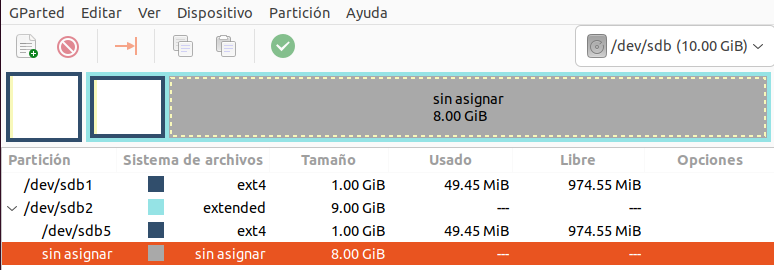 GParted Editar Ver Dispositivo Partición Ayuda
/dev/sdb (10.00 GiB)
sin asignar
8.00 GiB
Partición Sistema de archivos Tamaño Usado Libre Opciones
/dev/sdb1 ext4 1.00 GiB 49.45 MiB 974.55 MiB
/dev/sdb2 extended 9.00 GiB --- ---
/dev/sdb5 ext4 1.00 GiB 49.45 MiB 974.55 MiB
sin asignar sin asignar 8.00 GiB --- ---